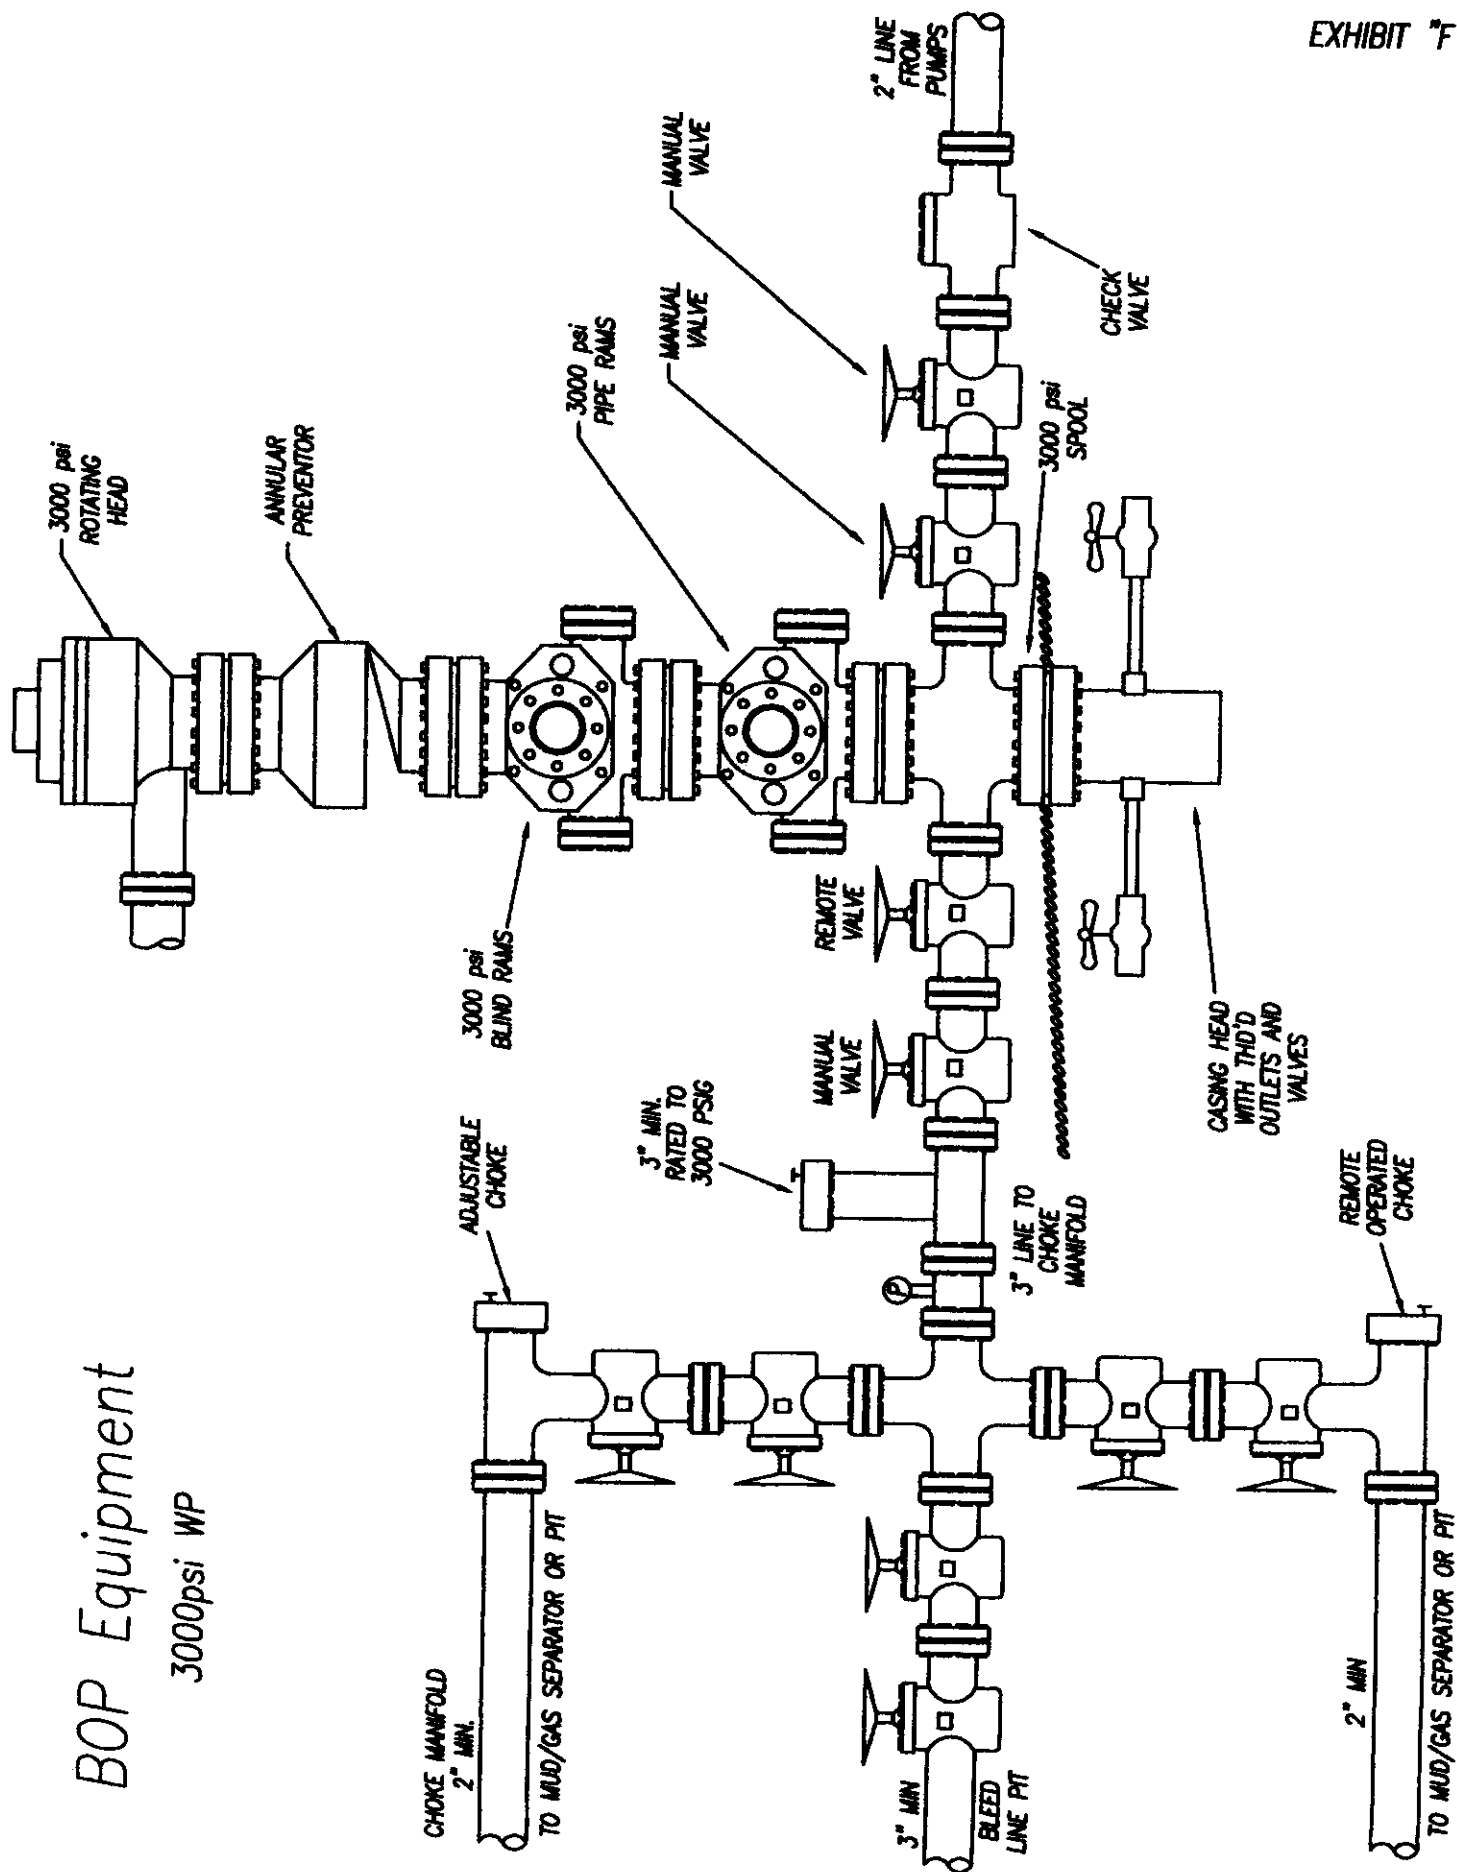 EXHIBIT "F
BOP Equipment
3000psi WP
3000 psi
ROTATING
HEAD
ANNULAR
PREVENTOR
3000 psi
BLIND RAMS
3000 psi
PIPE RAMS
MANUAL
VALVE
MANUAL
VALVE
2" LINE
FROM
PUMPS
CHECK
VALVE
3000 psi
SPOOL
REMOTE
VALVE
MANUAL
VALVE
CASING HEAD
WITH THD'D
OUTLETS AND
VALVES
3" MIN.
RATED TO
3000 PSIG
3" LINE TO
CHOKE
MANIFOLD
P
ADJUSTABLE
CHOKE
REMOTE
OPERATED
CHOKE
CHOKE MANIFOLD
2" MIN.
TO MUD/GAS SEPARATOR OR PIT
3" MIN
BLEED
LINE PIT
2" MIN
TO MUD/GAS SEPARATOR OR PIT